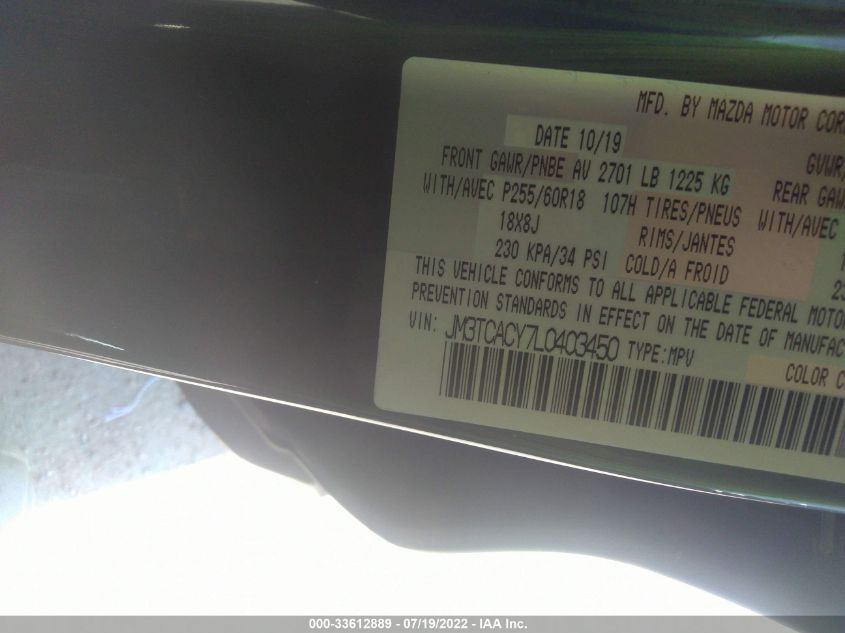 MFD. BY MAZDA MOTOR COR
DATE 10/19
GVWR/
FRONT GAWR/PNBE AV 2701 LB 1225 KG
REAR GAW
WITH/AVEC P255/60R18 107H TIRES/PNEUS WITH/AVEC
18X8J RIMS/JANTES
230 KPA/34 PSI COLD/A FROID
THIS VEHICLE CONFORMS TO ALL APPLICABLE FEDERAL MOTO
PREVENTION STANDARDS IN EFFECT ON THE DATE OF MANUFAC
VIN: JM3TCACY7L0403450 TYPE:MPV
COLOR C
000-33612889 - 07/19/2022 - IAA Inc.